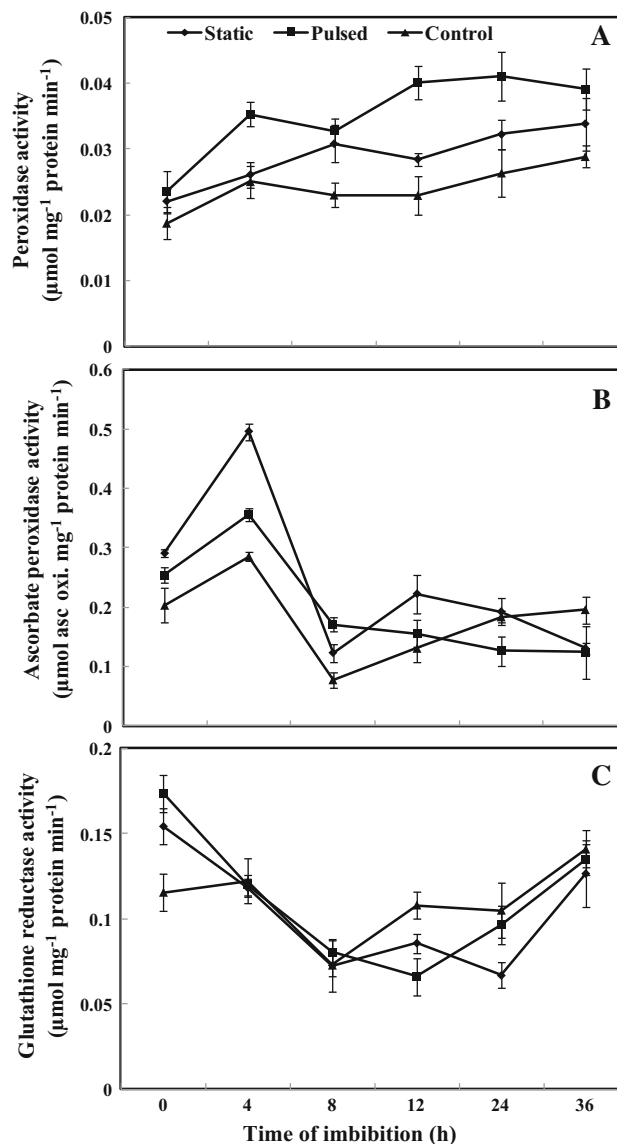 Static Pulsed Control
A
Peroxidase activity
(µmol mg⁻¹ protein min⁻¹)
0.05
0.04
0.03
0.02
0.01
0
B
Ascorbate peroxidase activity
(µmol asc oxi. mg⁻¹ protein min⁻¹)
0.6
0.5
0.4
0.3
0.2
0.1
0
C
Glutathione reductase activity
(µmol mg⁻¹ protein min⁻¹)
0.2
0.15
0.1
0.05
0
0 4 8 12 24 36
Time of imbibition (h)